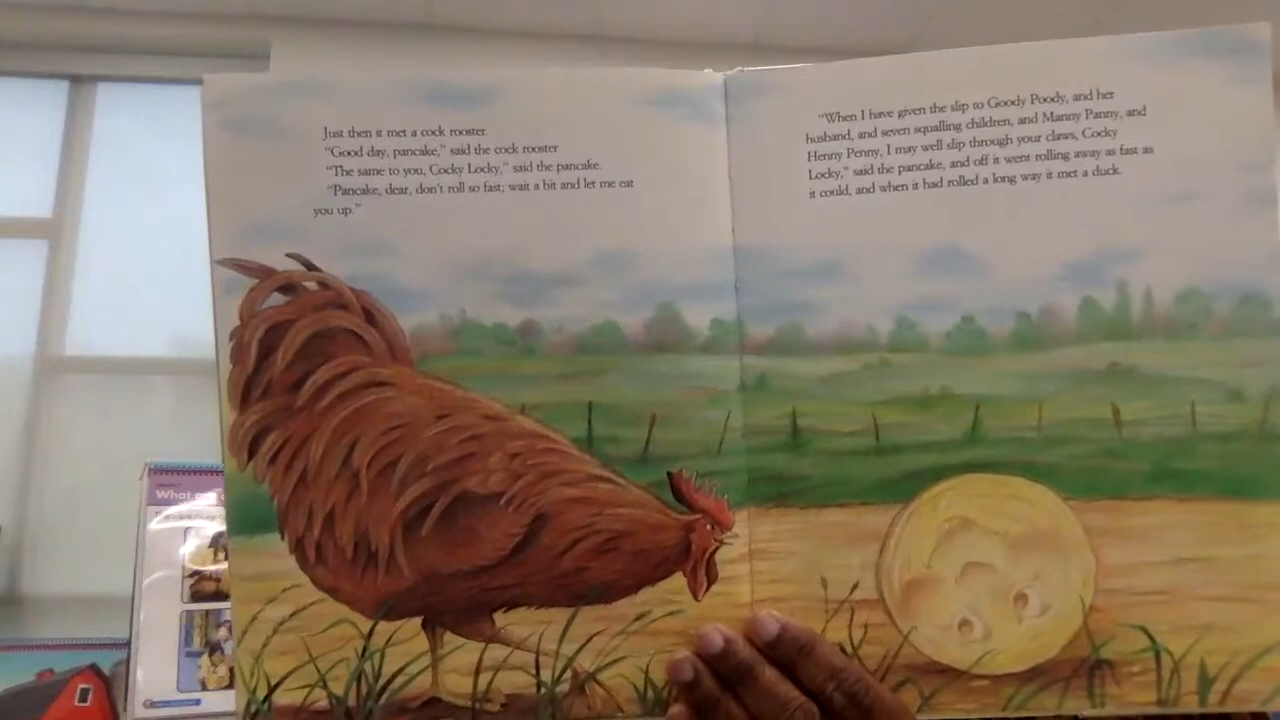 Just then it met a cock rooster.
"Good day, pancake," said the cock rooster
"The same to you, Cocky Locky," said the pancake.
"Pancake, dear, don't roll so fast; wait a bit and let me eat
you up."
"When I have given the slip to Goody Poody, and her
husband, and seven squalling children, and Manny Panny, and
Henny Penny, I may well slip through your claws, Cocky
Locky," said the pancake, and off it went rolling away as fast as
it could, and when it had rolled a long way it met a duck.
What